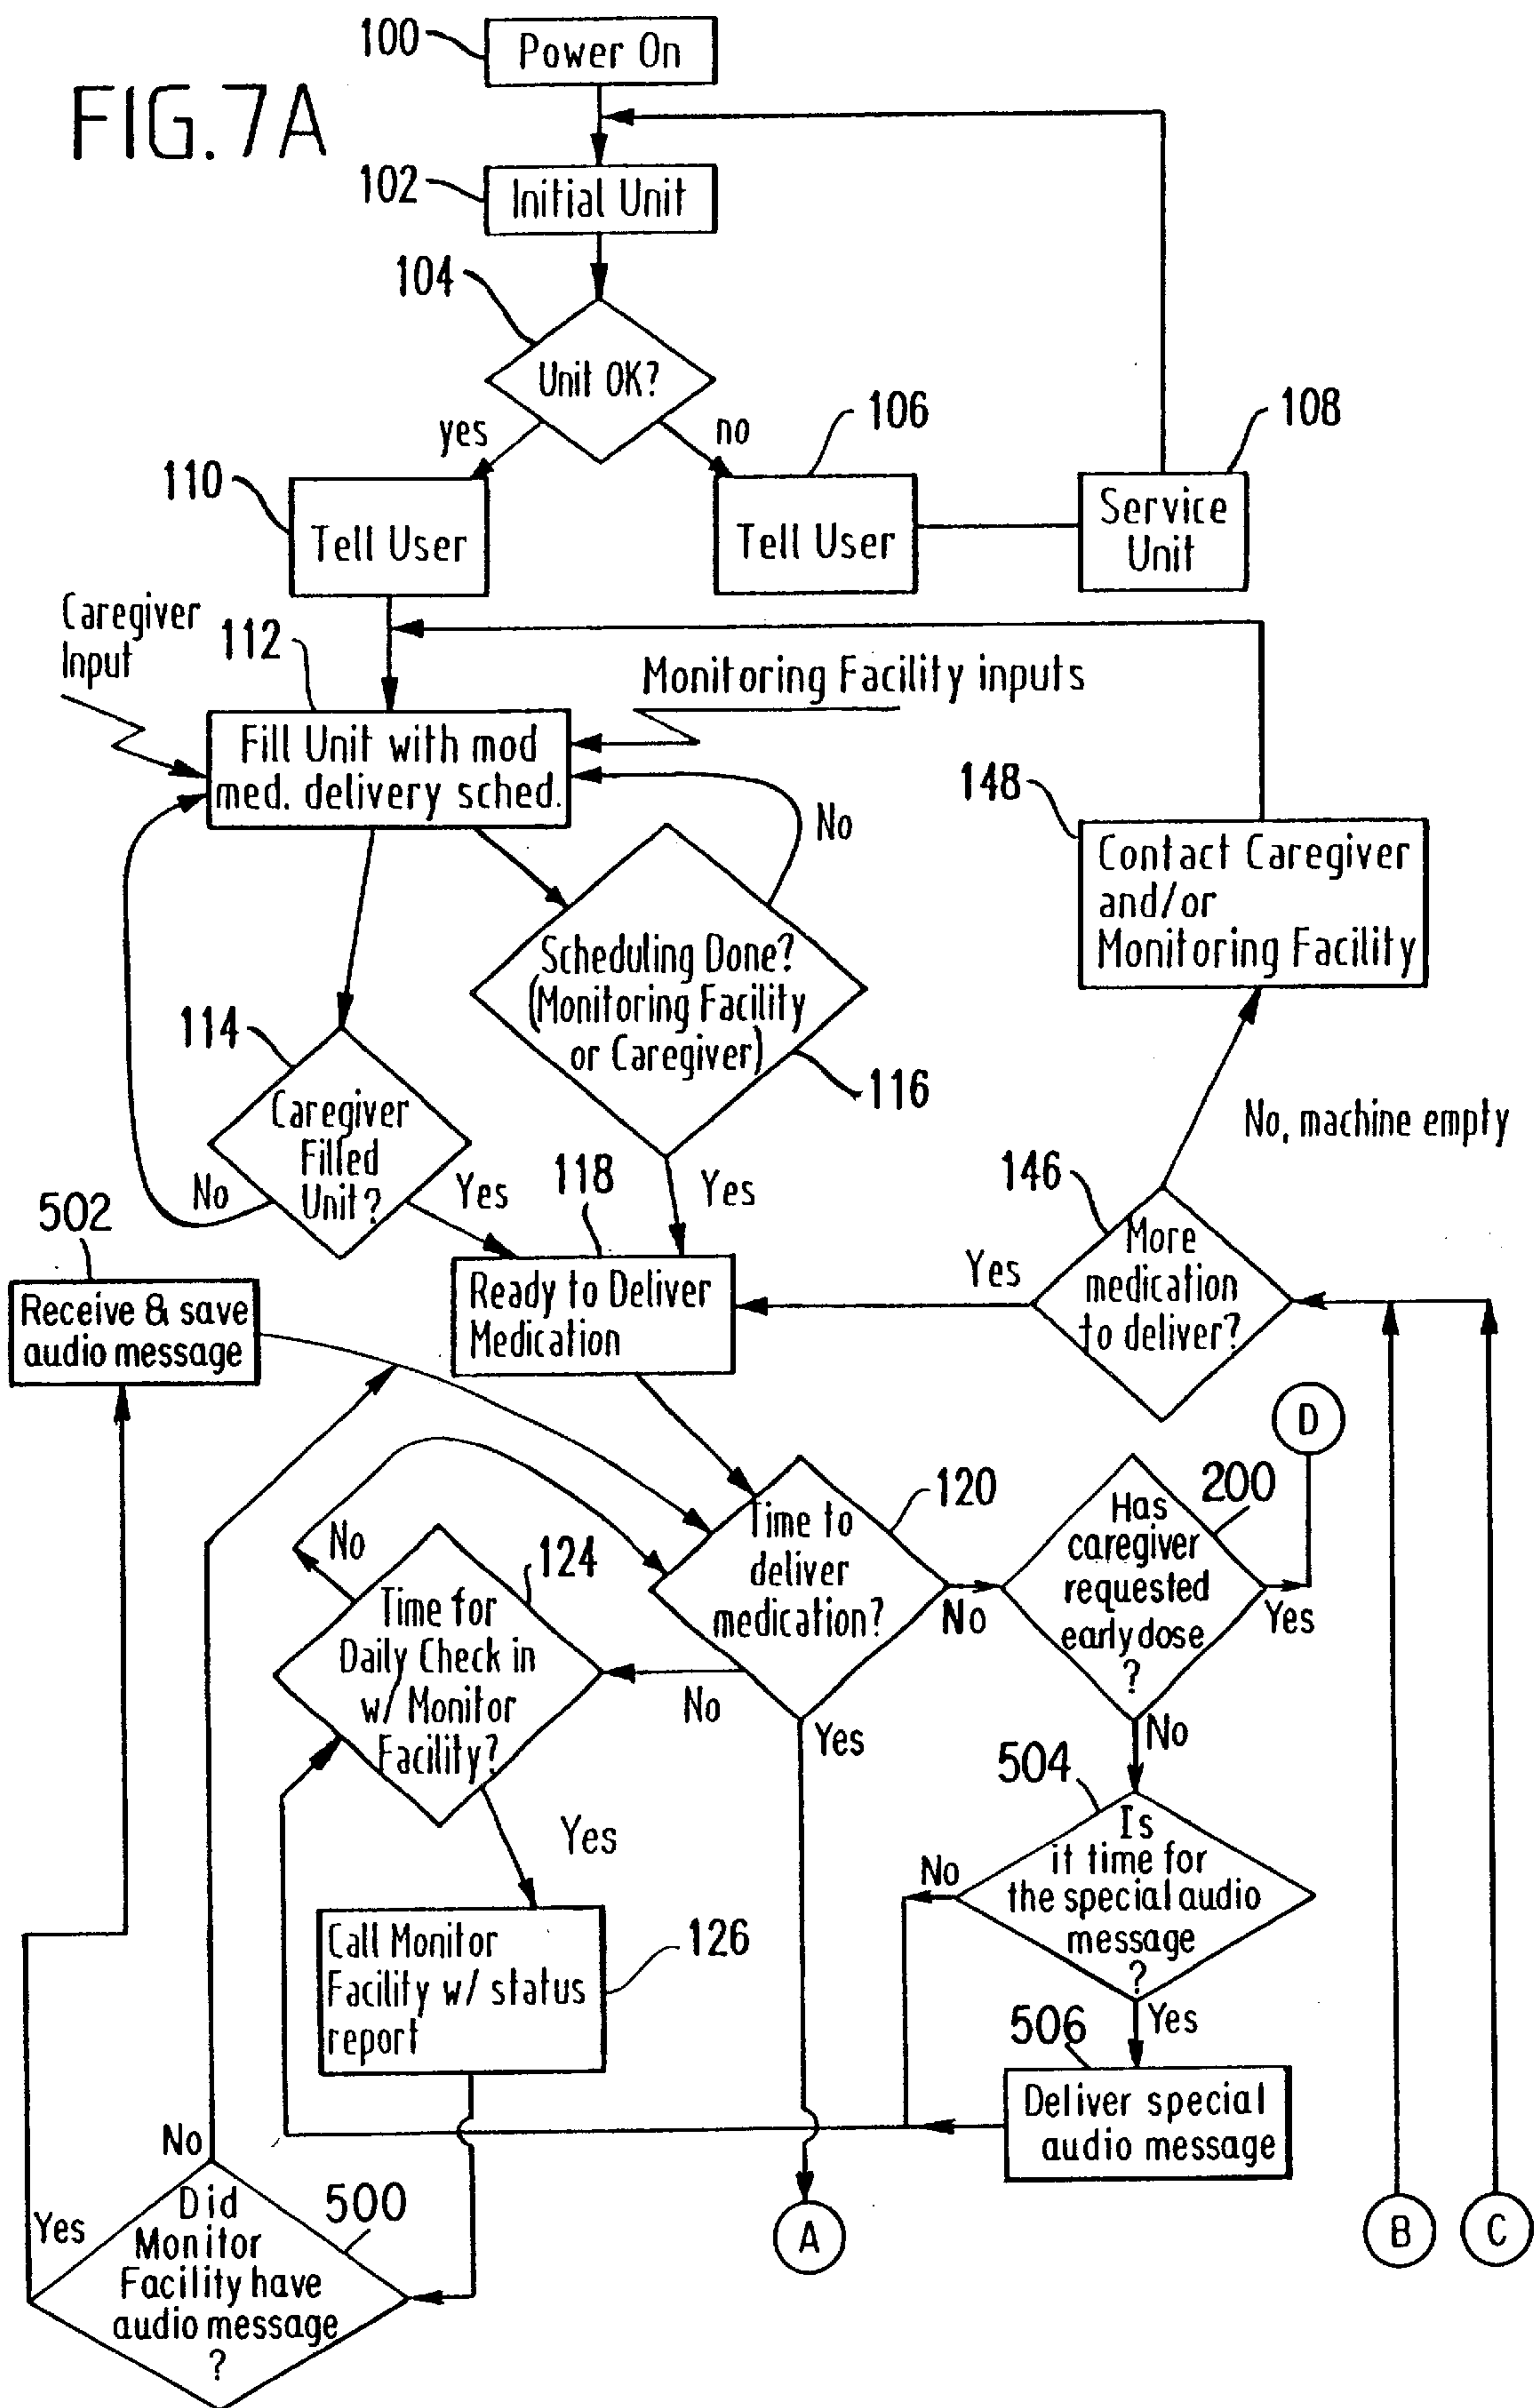 FIG.7A
100
Power On
102
Initial Unit
104
Unit OK?
yes
no
106
108
110
Tell User
Tell User
Service
Unit
Caregiver
Input
112
Monitoring Facility inputs
Fill Unit with mod
med. delivery sched.
No
148
Contact Caregiver
and/or
Monitoring Facility
Scheduling Done?
(Monitoring Facility
or Caregiver)
116
114
Caregiver
Filled
Unit?
No
Yes
118
Yes
No, machine empty
146
More
medication
to deliver?
Yes
502
Receive & save
audio message
Ready to Deliver
Medication
D
120
Time to
deliver
medication?
No
No
Yes
200
Has
caregiver
requested
early dose
?
Yes
No
No
124
Time for
Daily Check in
w/ Monitor
Facility?
Yes
504
Is
it time for
the special audio
message
?
No
Yes
Call Monitor
Facility w/ status
report
126
506
Deliver special
audio message
No
Yes
500
Did
Monitor
Facility have
audio message
?
A
B
C